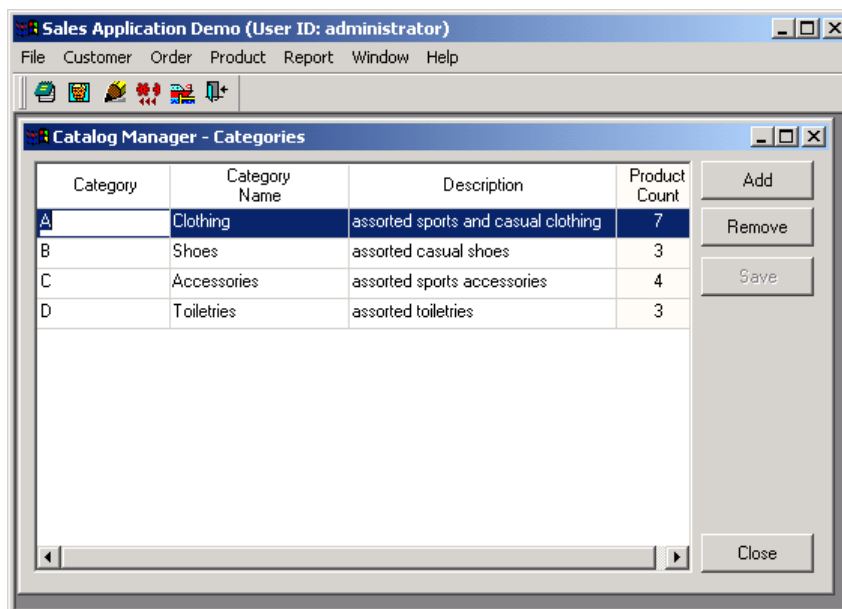 Sales Application Demo (User ID: administrator)
File Customer Order Product Report Window Help
Catalog Manager - Categories
Category Category Name Description Product Count
A Clothing assorted sports and casual clothing 7
B Shoes assorted casual shoes 3
C Accessories assorted sports accessories 4
D Toiletries assorted toiletries 3
Add
Remove
Save
Close